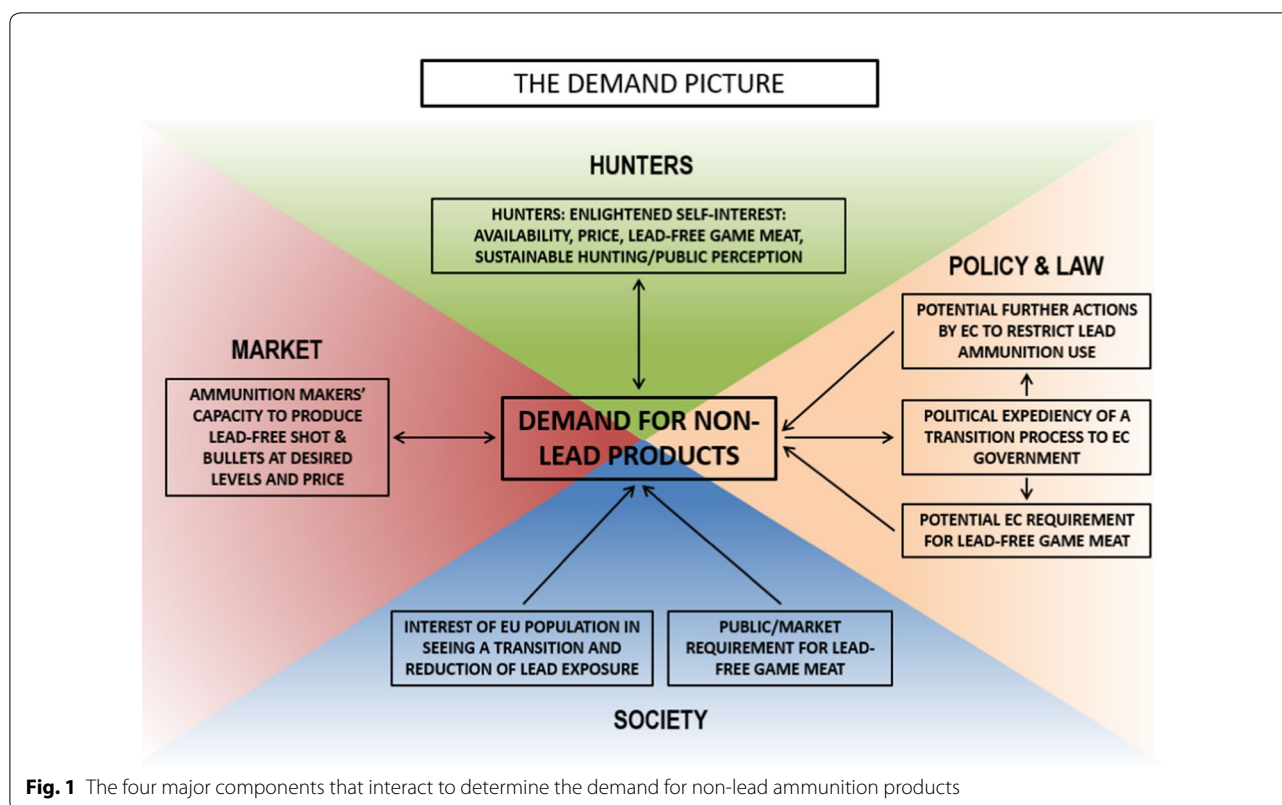 THE DEMAND PICTURE
HUNTERS
HUNTERS: ENLIGHTENED SELF-INTEREST:
AVAILABILITY, PRICE, LEAD-FREE GAME MEAT,
SUSTAINABLE HUNTING/PUBLIC PERCEPTION
POLICY & LAW
POTENTIAL FURTHER ACTIONS
BY EC TO RESTRICT LEAD
AMMUNITION USE
MARKET
AMMUNITION MAKERS'
CAPACITY TO PRODUCE
LEAD-FREE SHOT &
BULLETS AT DESIRED
LEVELS AND PRICE
DEMAND FOR NON-
LEAD PRODUCTS
POLITICAL EXPEDIENCY OF A
TRANSITION PROCESS TO EC
GOVERNMENT
POTENTIAL EC REQUIREMENT
FOR LEAD-FREE GAME MEAT
INTEREST OF EU POPULATION IN
SEEING A TRANSITION AND
REDUCTION OF LEAD EXPOSURE
PUBLIC/MARKET
REQUIREMENT FOR LEAD-
FREE GAME MEAT
SOCIETY
Fig. 1 The four major components that interact to determine the demand for non-lead ammunition products